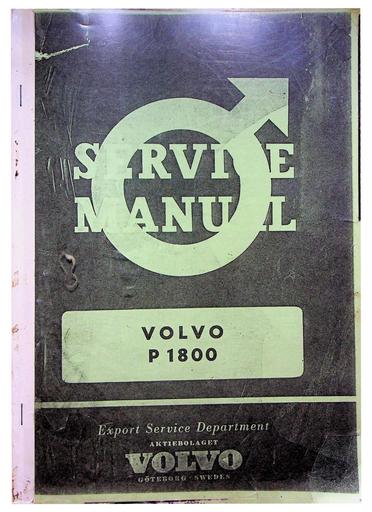 SERVICE
MANUAL
VOLVO
P 1800
Export Service Department
AKTIEBOLAGET
VOLVO
GÖTEBORG · SWEDEN